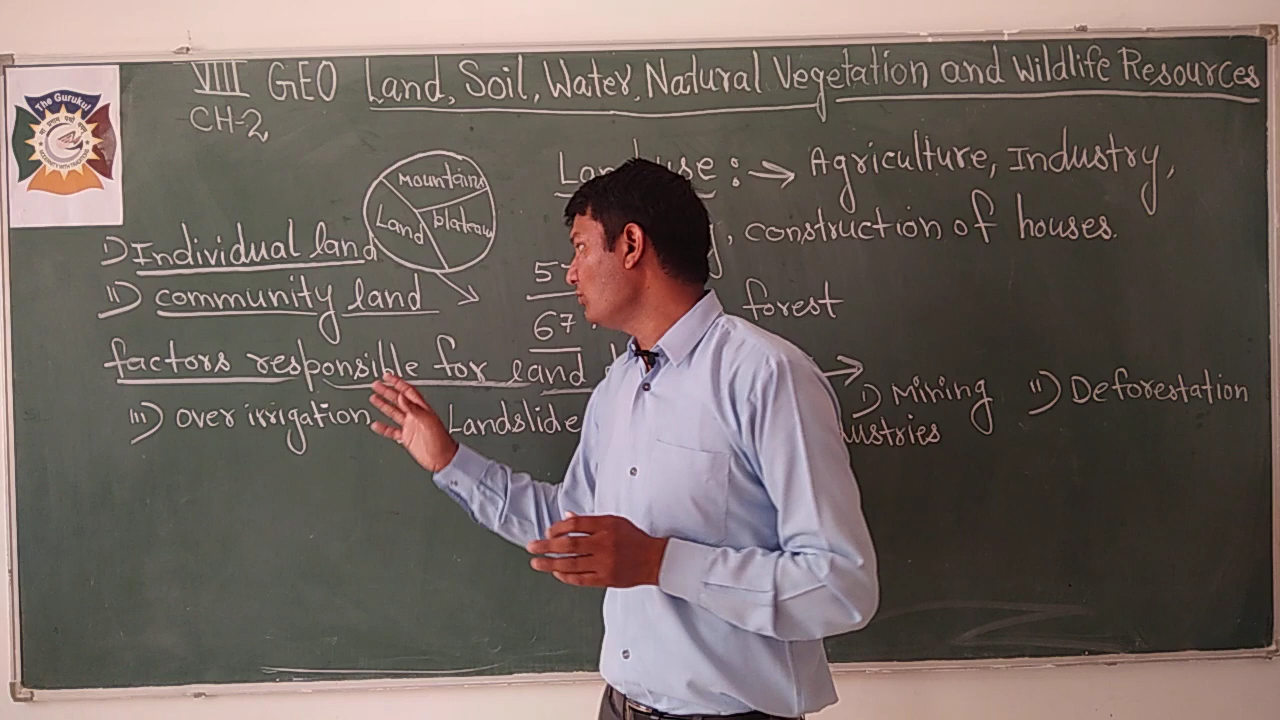 The Gurukul
VIII GEO Land, Soil, Water, Natural Vegetation and Wildlife Resources
CH-2
Mountains
Land
plateau
Land use :→ Agriculture, Industry,
, construction of houses.
i) Individual land
ii) community land
forest
factors responsible for land
i) Mining ii) Deforestation
iii) over irrigation
Landslide
ustries